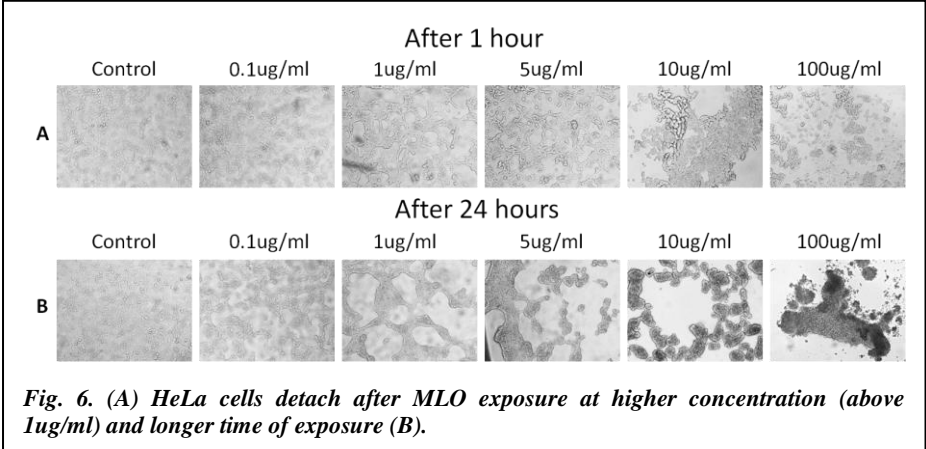 After 1 hour
Control 0.1ug/ml 1ug/ml 5ug/ml 10ug/ml 100ug/ml
A
After 24 hours
Control 0.1ug/ml 1ug/ml 5ug/ml 10ug/ml 100ug/ml
B
Fig. 6. (A) HeLa cells detach after MLO exposure at higher concentration (above
1ug/ml) and longer time of exposure (B).